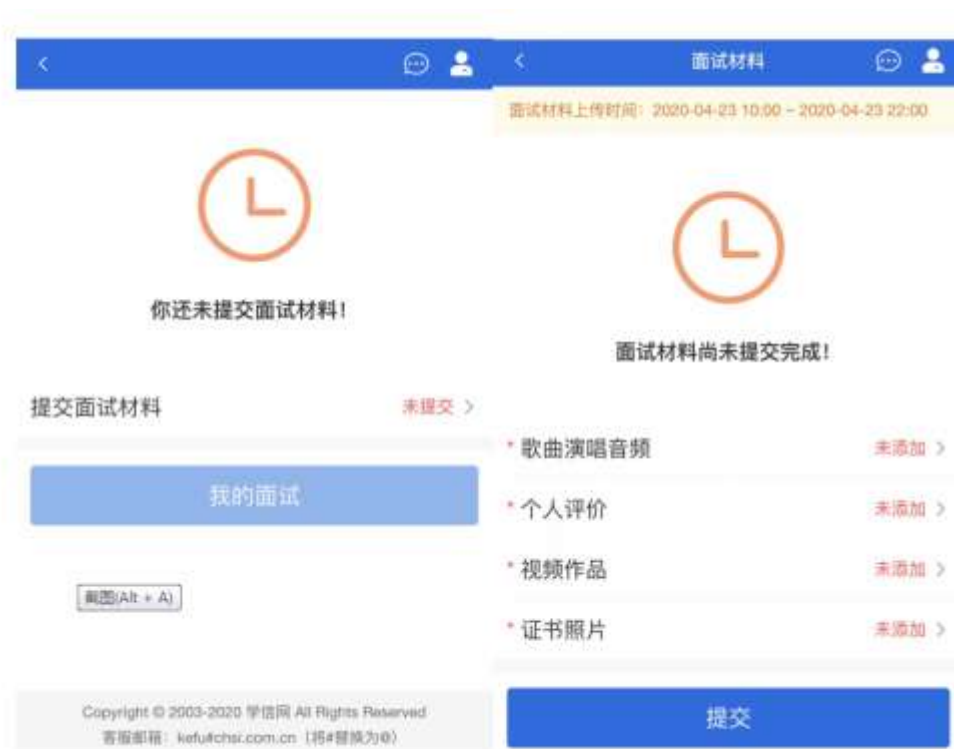 你还未提交面试材料！
提交面试材料
未提交
我的面试
截图(Alt + A)
Copyright © 2003-2020 学信网 All Rights Reserved
客服邮箱：kefu#chsi.com.cn（将#替换为@）
面试材料
面试材料上传时间：2020-04-23 10:00 ~ 2020-04-23 22:00
面试材料尚未提交完成！
* 歌曲演唱音频 未添加
* 个人评价 未添加
* 视频作品 未添加
* 证书照片 未添加
提交